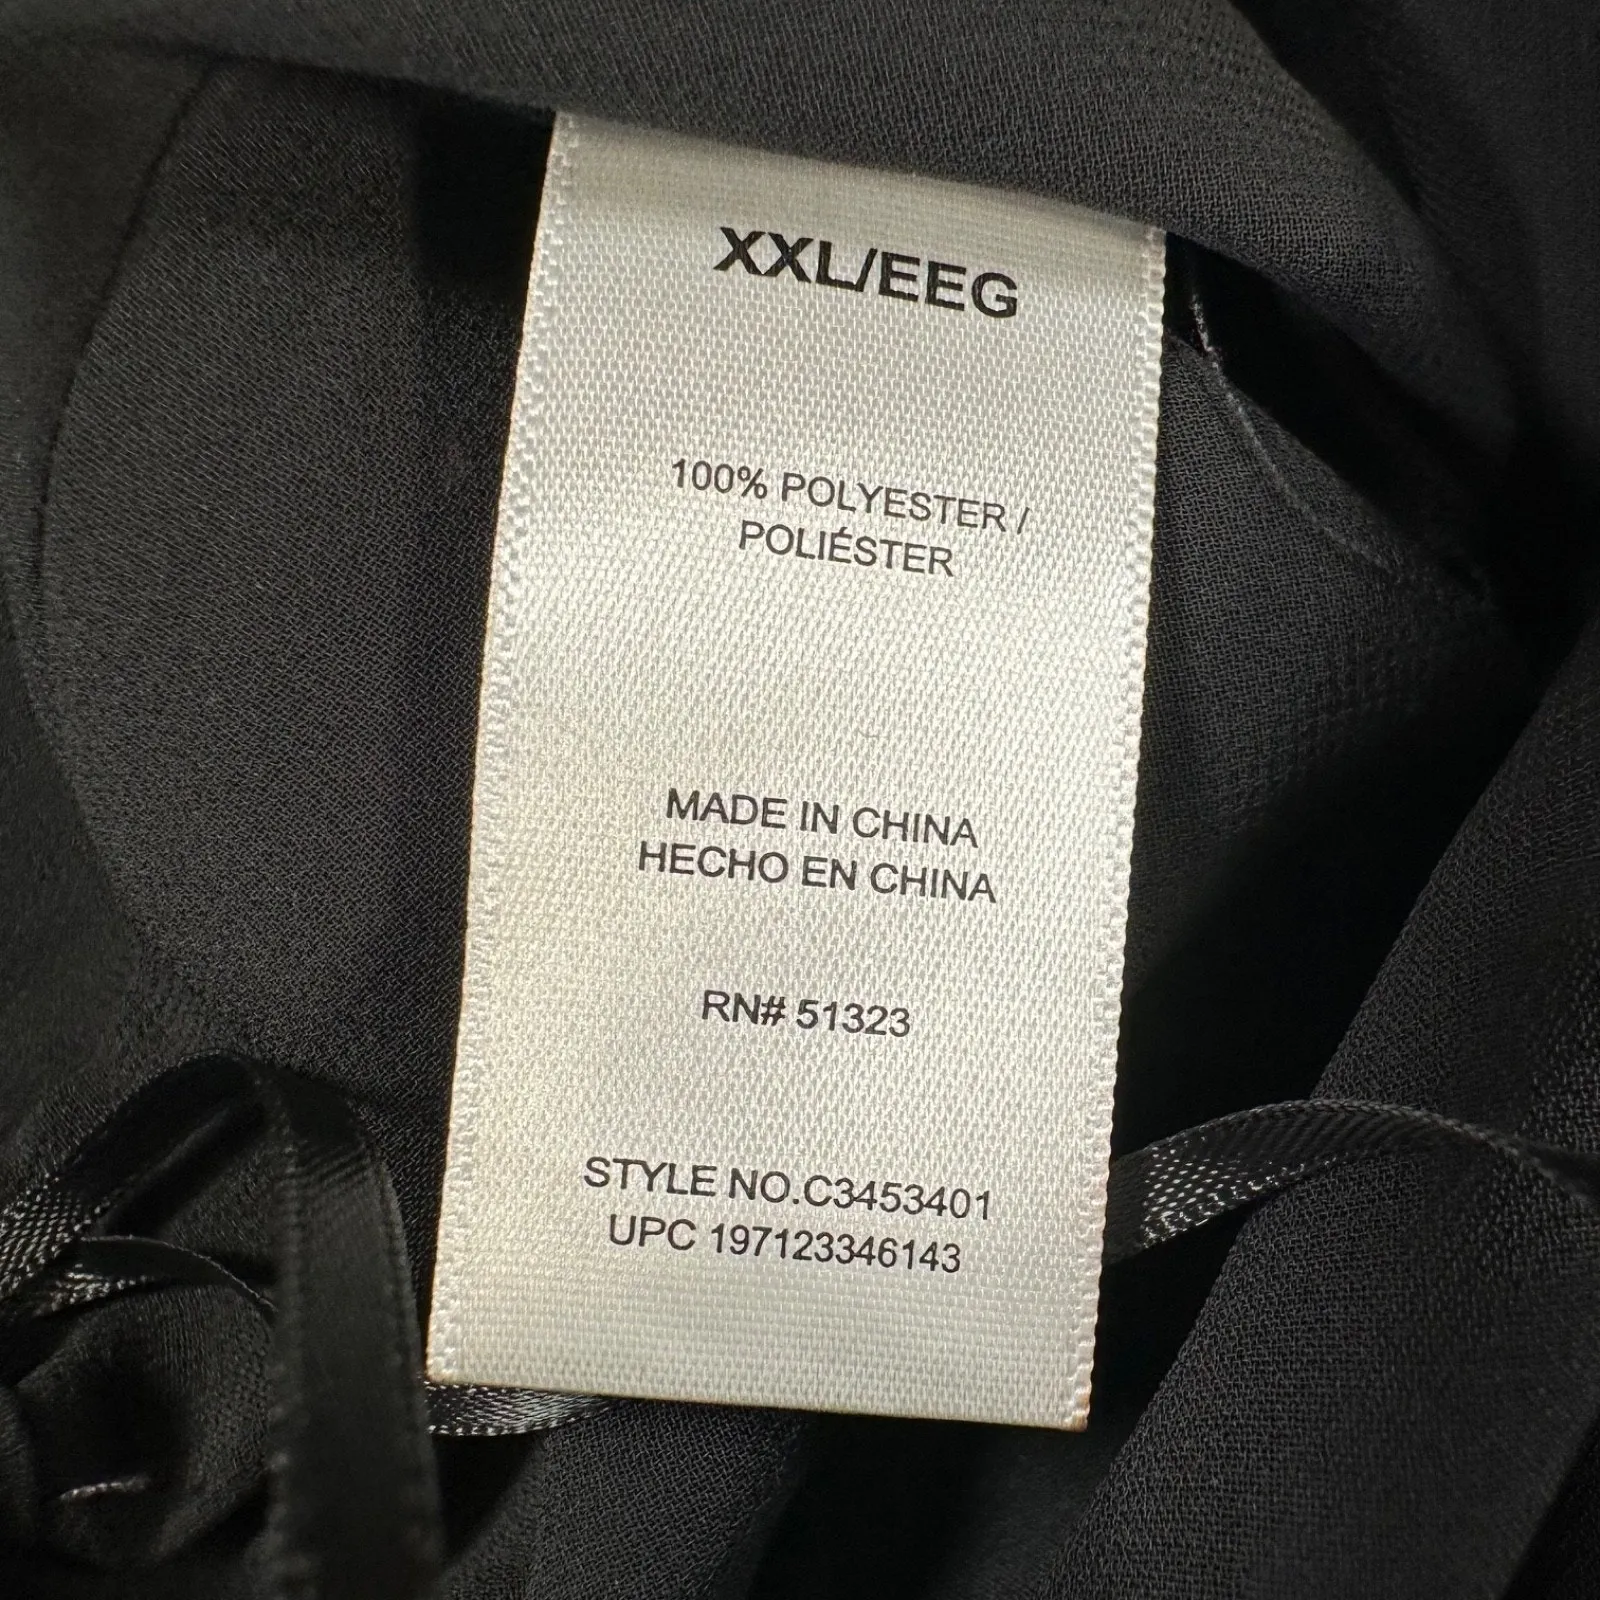 XXL/EEG
100% POLYESTER /
POLIÉSTER
MADE IN CHINA
HECHO EN CHINA
RN# 51323
STYLE NO.C3453401
UPC 197123346143